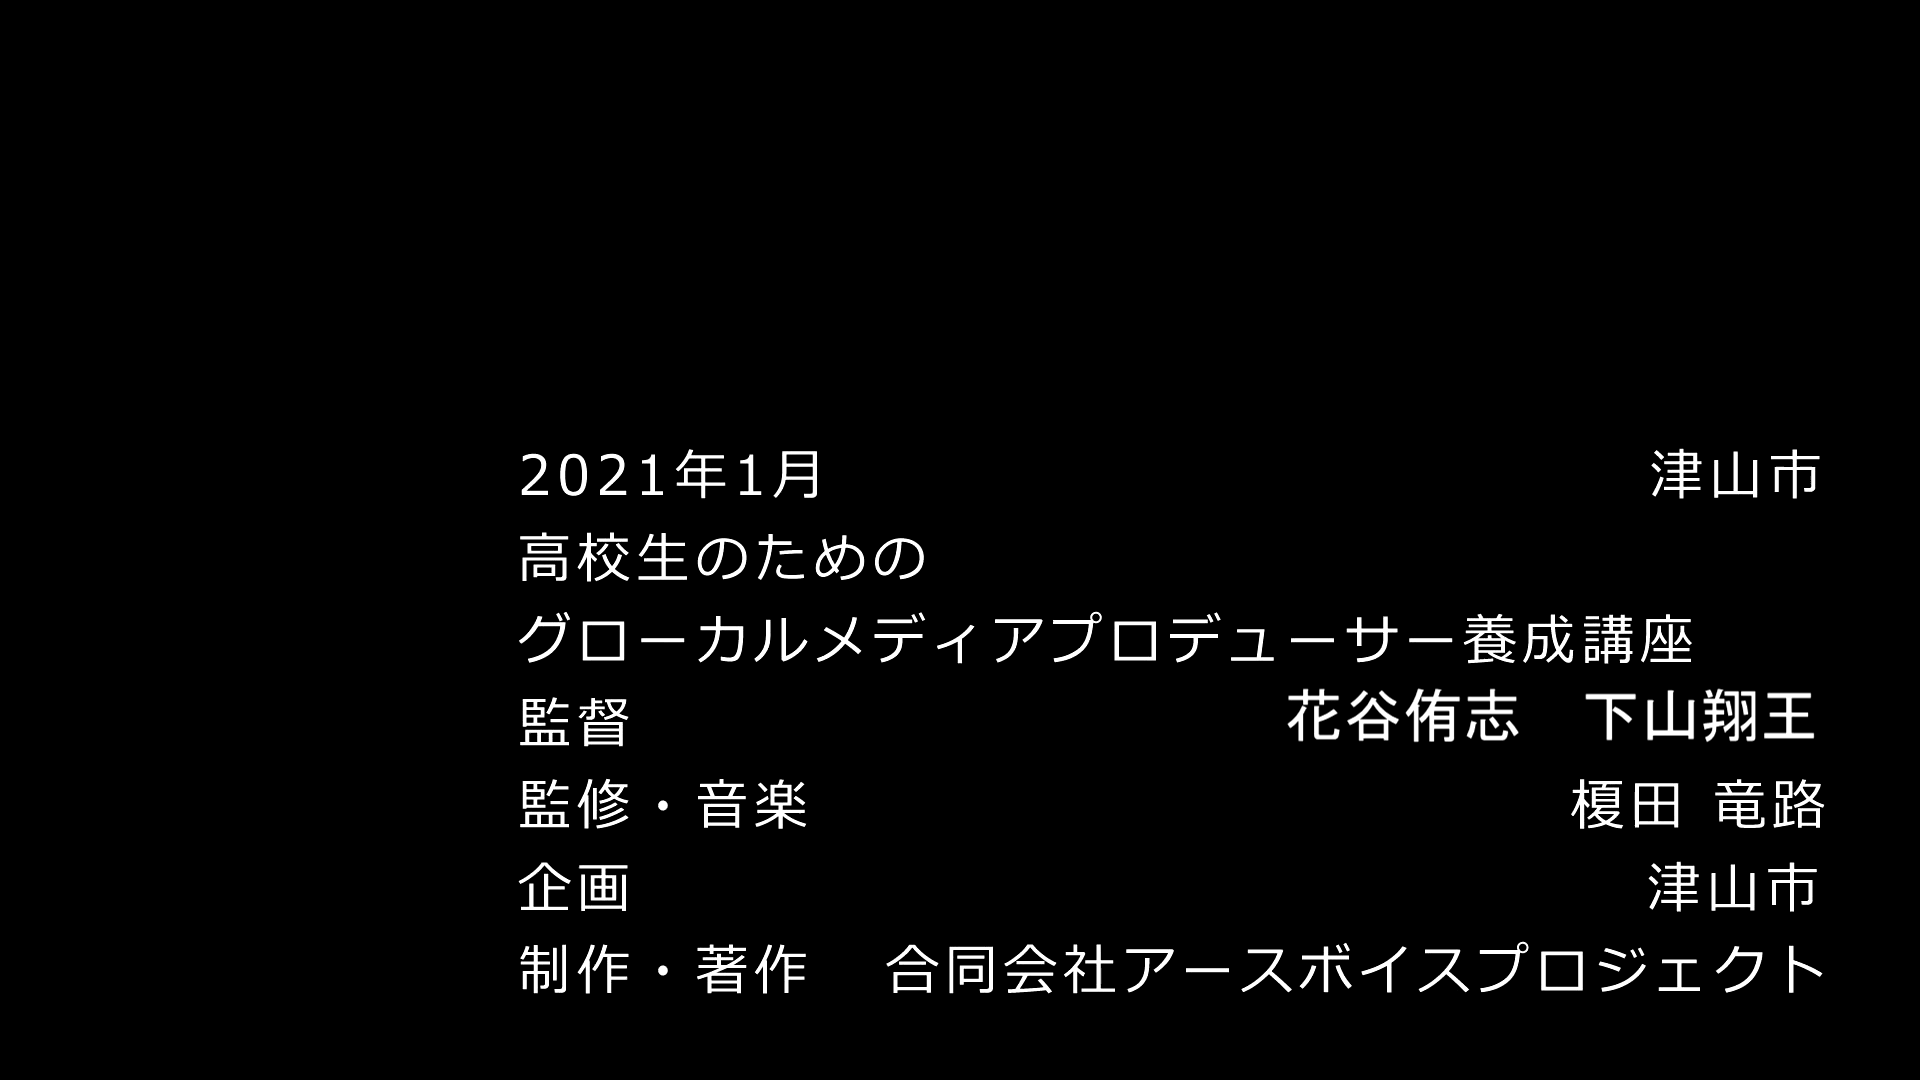 2021年1月 津山市
高校生のための
グローカルメディアプロデューサー養成講座
監督 花谷侑志 下山翔王
監修・音楽 榎田 竜路
企画 津山市
制作・著作 合同会社アースボイスプロジェクト